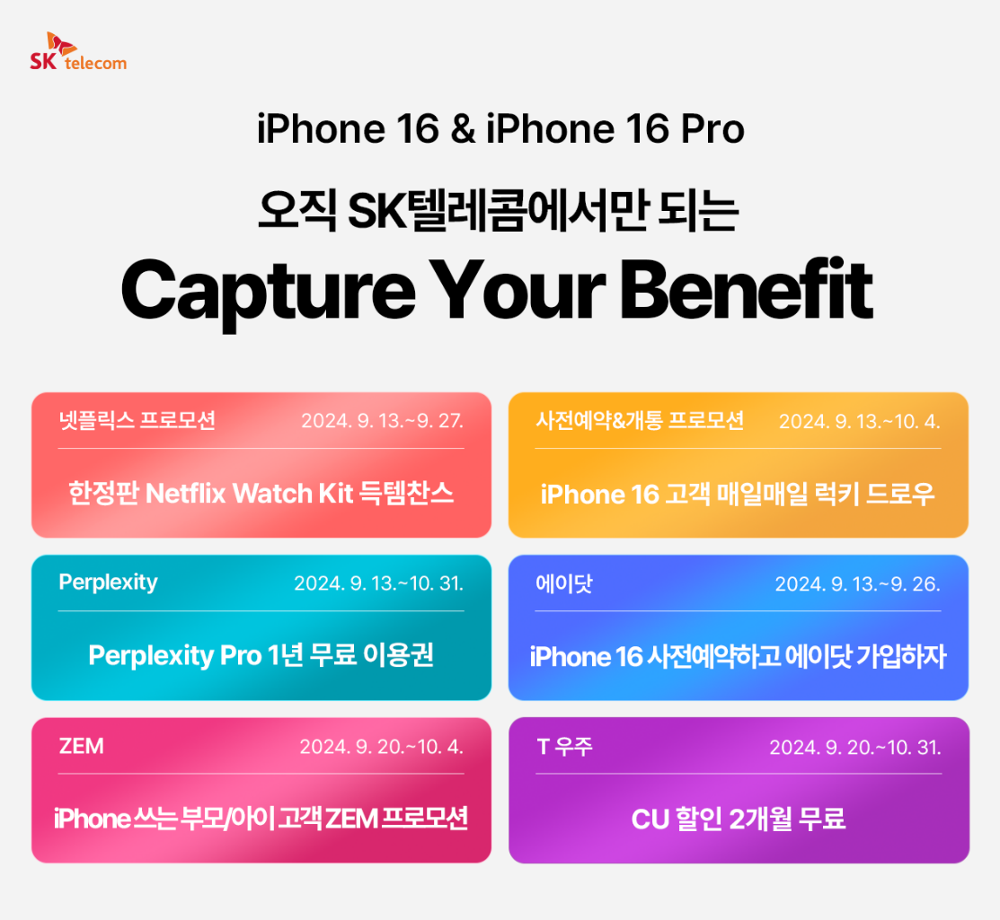 SK telecom
iPhone 16 & iPhone 16 Pro
오직 SK텔레콤에서만 되는
Capture Your Benefit
넷플릭스 프로모션 2024. 9. 13.~9. 27.
한정판 Netflix Watch Kit 득템찬스
사전예약&개통 프로모션 2024. 9. 13.~10. 4.
iPhone 16 고객 매일매일 럭키 드로우
Perplexity 2024. 9. 13.~10. 31.
Perplexity Pro 1년 무료 이용권
에이닷 2024. 9. 13.~9. 26.
iPhone 16 사전예약하고 에이닷 가입하자
ZEM 2024. 9. 20.~10. 4.
iPhone 쓰는 부모/아이 고객 ZEM 프로모션
T 우주 2024. 9. 20.~10. 31.
CU 할인 2개월 무료